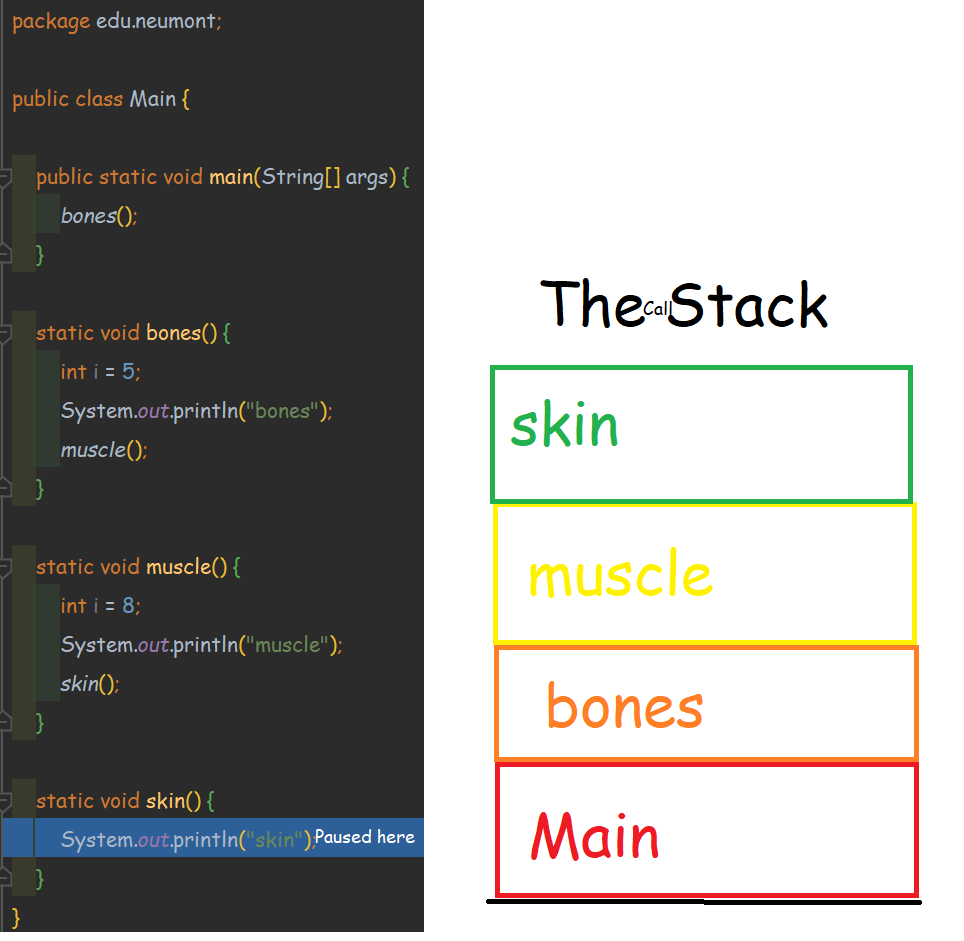 package edu.neumont;
public class Main {
public static void main(String[] args) {
bones();
}
static void bones() {
int i = 5;
System.out.println("bones");
muscle();
}
static void muscle() {
int i = 8;
System.out.println("muscle");
skin();
}
static void skin() {
System.out.println("skin"); Paused here
}
}
The Call Stack
skin
muscle
bones
Main